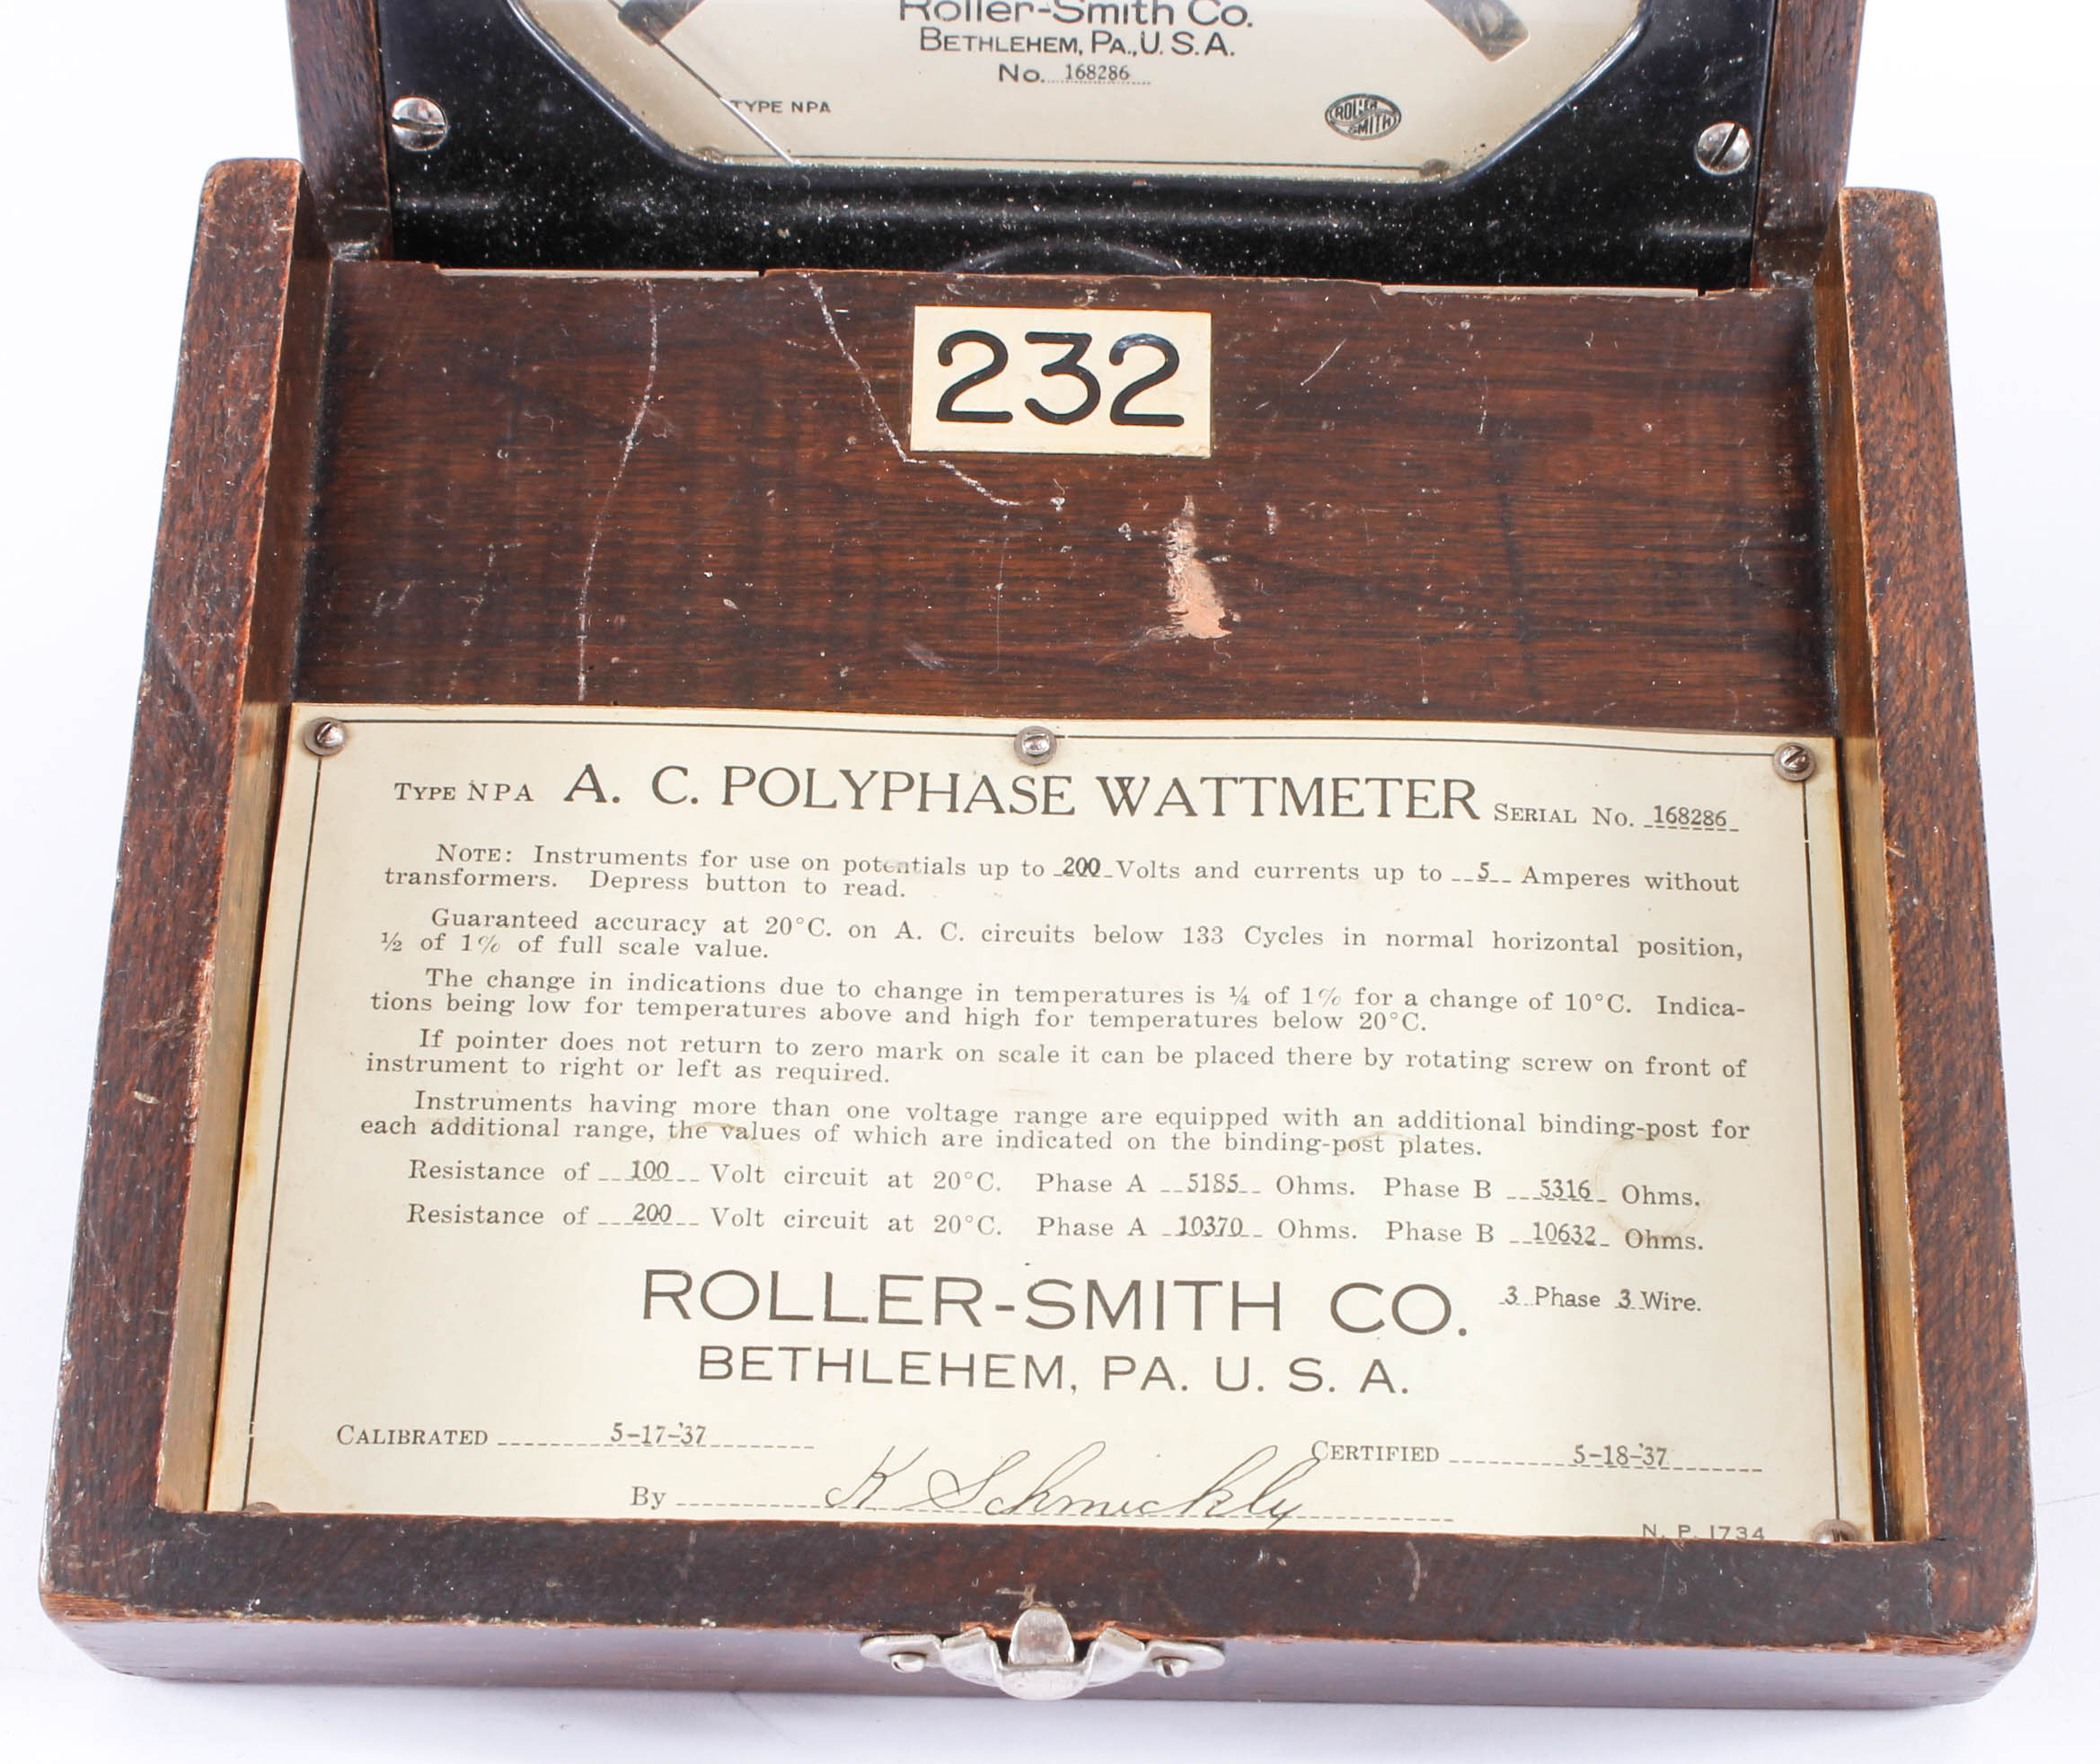 Roller-Smith Co.
BETHLEHEM, PA., U.S.A.
No. 168286
TYPE NPA
ROLLER
SMITH
232
TYPE NPA A. C. POLYPHASE WATTMETER SERIAL No. 168286
NOTE: Instruments for use on potentials up to 200 Volts and currents up to 5 Amperes without
transformers. Depress button to read.
Guaranteed accuracy at 20°C. on A. C. circuits below 133 Cycles in normal horizontal position,
½ of 1% of full scale value.
The change in indications due to change in temperatures is ¼ of 1% for a change of 10°C. Indica-
tions being low for temperatures above and high for temperatures below 20°C.
If pointer does not return to zero mark on scale it can be placed there by rotating screw on front of
instrument to right or left as required.
Instruments having more than one voltage range are equipped with an additional binding-post for
each additional range, the values of which are indicated on the binding-post plates.
Resistance of 100 Volt circuit at 20°C. Phase A 5185 Ohms. Phase B 5316 Ohms.
Resistance of 200 Volt circuit at 20°C. Phase A 10370 Ohms. Phase B 10632 Ohms.
ROLLER-SMITH CO. 3 Phase 3 Wire.
BETHLEHEM, PA. U. S. A.
CALIBRATED 5-17-'37 CERTIFIED 5-18-'37
By K Schmickly
N. P. 1734